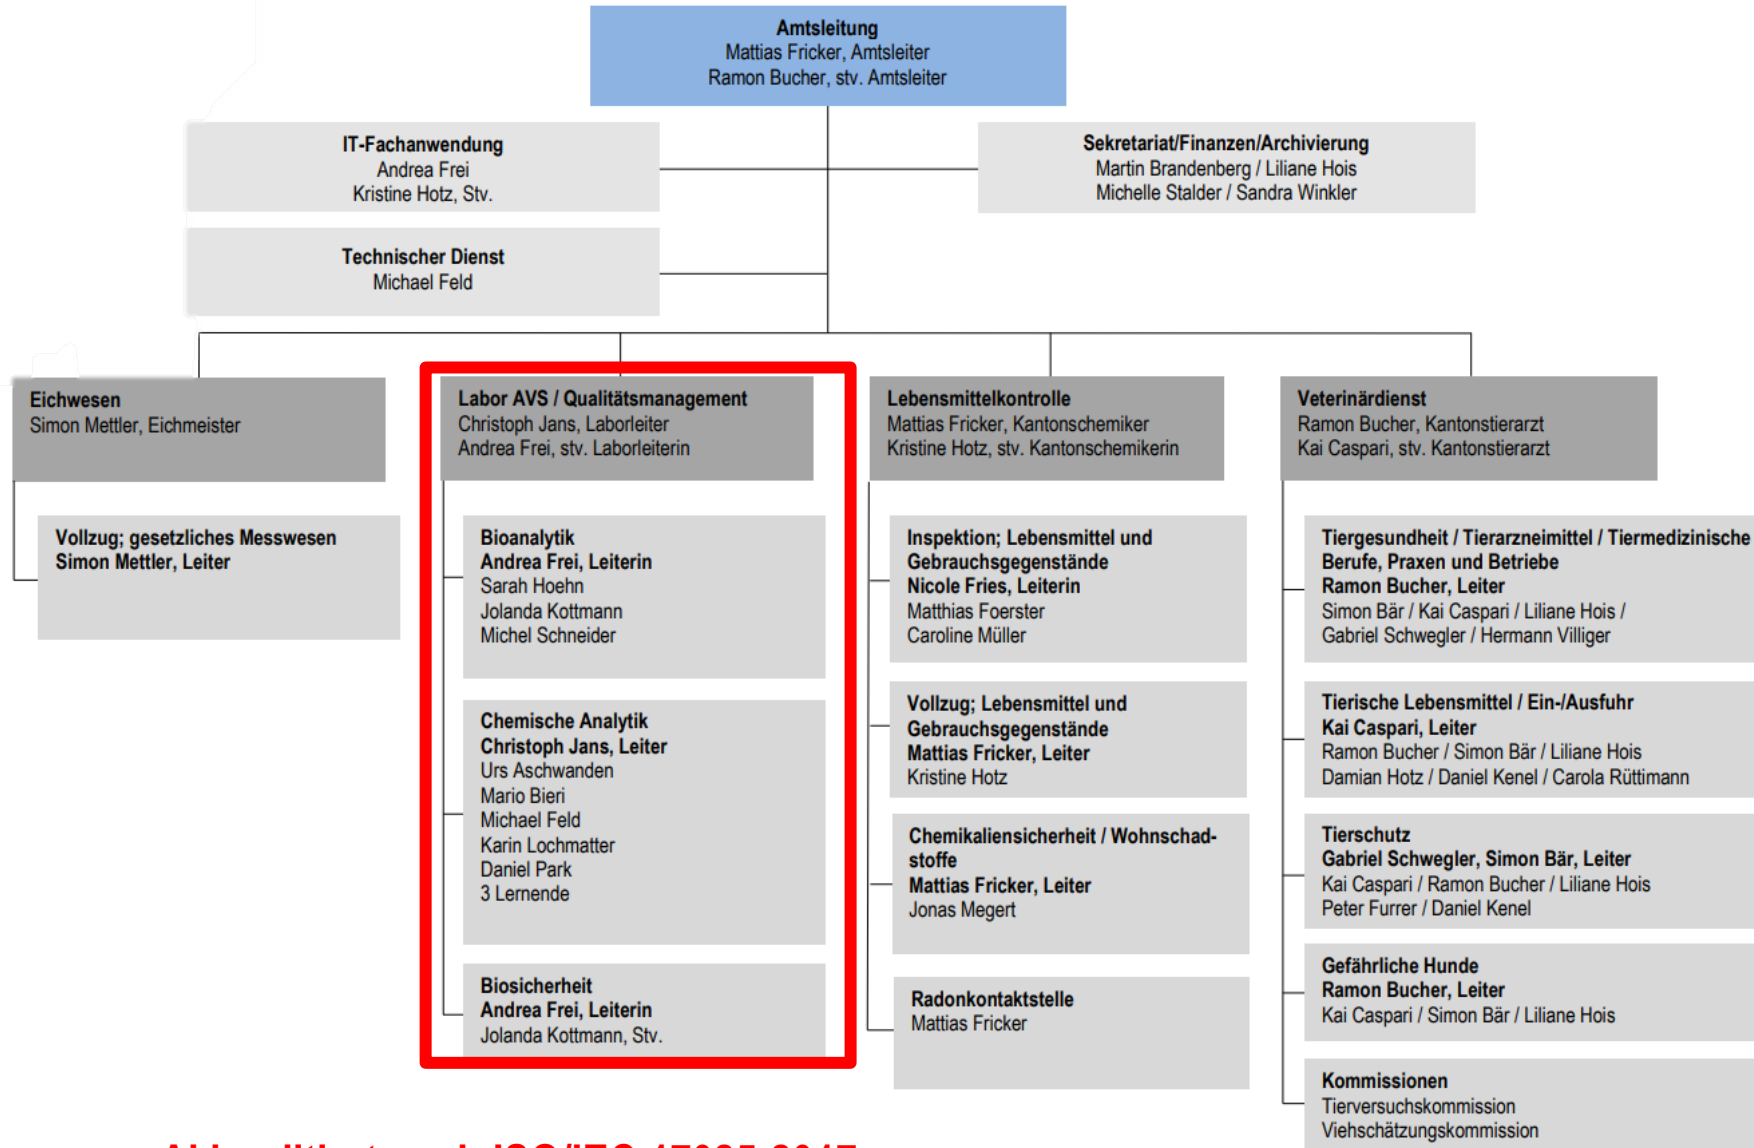 Amtsleitung
Mattias Fricker, Amtsleiter
Ramon Bucher, stv. Amtsleiter
IT-Fachanwendung
Andrea Frei
Kristine Hotz, Stv.
Sekretariat/Finanzen/Archivierung
Martin Brandenberg / Liliane Hois
Michelle Stalder / Sandra Winkler
Technischer Dienst
Michael Feld
Eichwesen
Simon Mettler, Eichmeister
Vollzug; gesetzliches Messwesen
Simon Mettler, Leiter
Labor AVS / Qualitätsmanagement
Christoph Jans, Laborleiter
Andrea Frei, stv. Laborleiterin
Bioanalytik
Andrea Frei, Leiterin
Sarah Hoehn
Jolanda Kottmann
Michel Schneider
Chemische Analytik
Christoph Jans, Leiter
Urs Aschwanden
Mario Bieri
Michael Feld
Karin Lochmatter
Daniel Park
3 Lernende
Biosicherheit
Andrea Frei, Leiterin
Jolanda Kottmann, Stv.
Lebensmittelkontrolle
Mattias Fricker, Kantonschemiker
Kristine Hotz, stv. Kantonschemikerin
Inspektion; Lebensmittel und
Gebrauchsgegenstände
Nicole Fries, Leiterin
Matthias Foerster
Caroline Müller
Vollzug; Lebensmittel und
Gebrauchsgegenstände
Mattias Fricker, Leiter
Kristine Hotz
Chemikaliensicherheit / Wohnschad-
stoffe
Mattias Fricker, Leiter
Jonas Megert
Radonkontaktstelle
Mattias Fricker
Veterinärdienst
Ramon Bucher, Kantonstierarzt
Kai Caspari, stv. Kantonstierarzt
Tiergesundheit / Tierarzneimittel / Tiermedizinische
Berufe, Praxen und Betriebe
Ramon Bucher, Leiter
Simon Bär / Kai Caspari / Liliane Hois /
Gabriel Schwegler / Hermann Villiger
Tierische Lebensmittel / Ein-/Ausfuhr
Kai Caspari, Leiter
Ramon Bucher / Simon Bär / Liliane Hois
Damian Hotz / Daniel Kenel / Carola Rüttimann
Tierschutz
Gabriel Schwegler, Simon Bär, Leiter
Kai Caspari / Ramon Bucher / Liliane Hois
Peter Furrer / Daniel Kenel
Gefährliche Hunde
Ramon Bucher, Leiter
Kai Caspari / Simon Bär / Liliane Hois
Kommissionen
Tierversuchskommission
Viehschätzungskommission